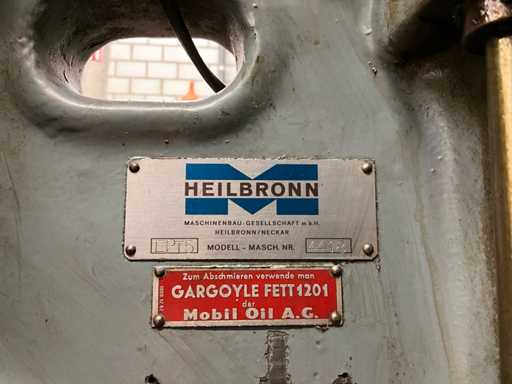 HEILBRONN
MASCHINENBAU-GESELLSCHAFT m.b.H.
HEILBRONN/NECKAR
MODELL - MASCH. NR.
Zum Abschmieren verwende man
GARGOYLE FETT 1201
der
Mobil Oil A.G.